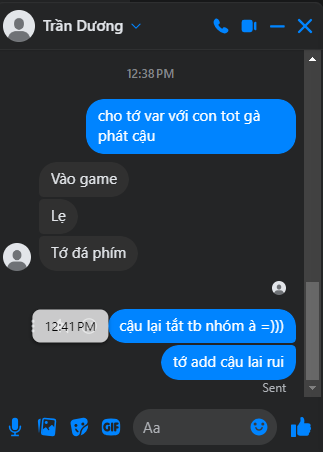 Trần Dương
12:38 PM
cho tớ var với con tot gà
phát cậu
Vào game
Lẹ
Tớ đá phím
12:41 PM
cậu lại tắt tb nhóm à =)))
tớ add cậu lai rui
Sent
GIF
Aa